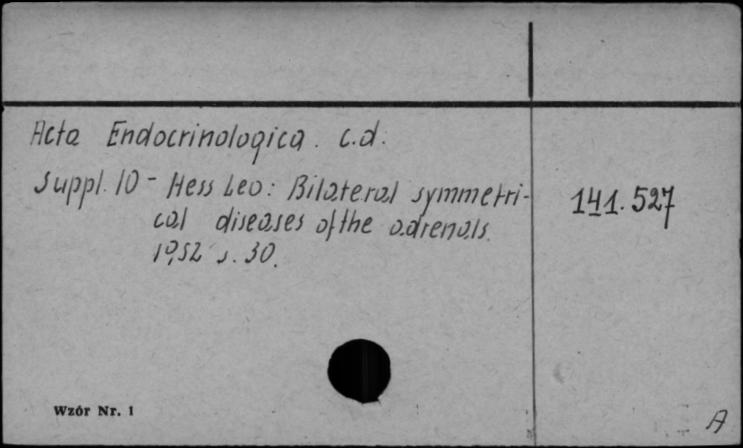 Acta Endocrinologica. c.d.
Suppl. 10 - Hess Leo: Bilateral symmetri-
cal diseases of the adrenals.
1952 s. 30.
141.527
Wzór Nr. 1
A